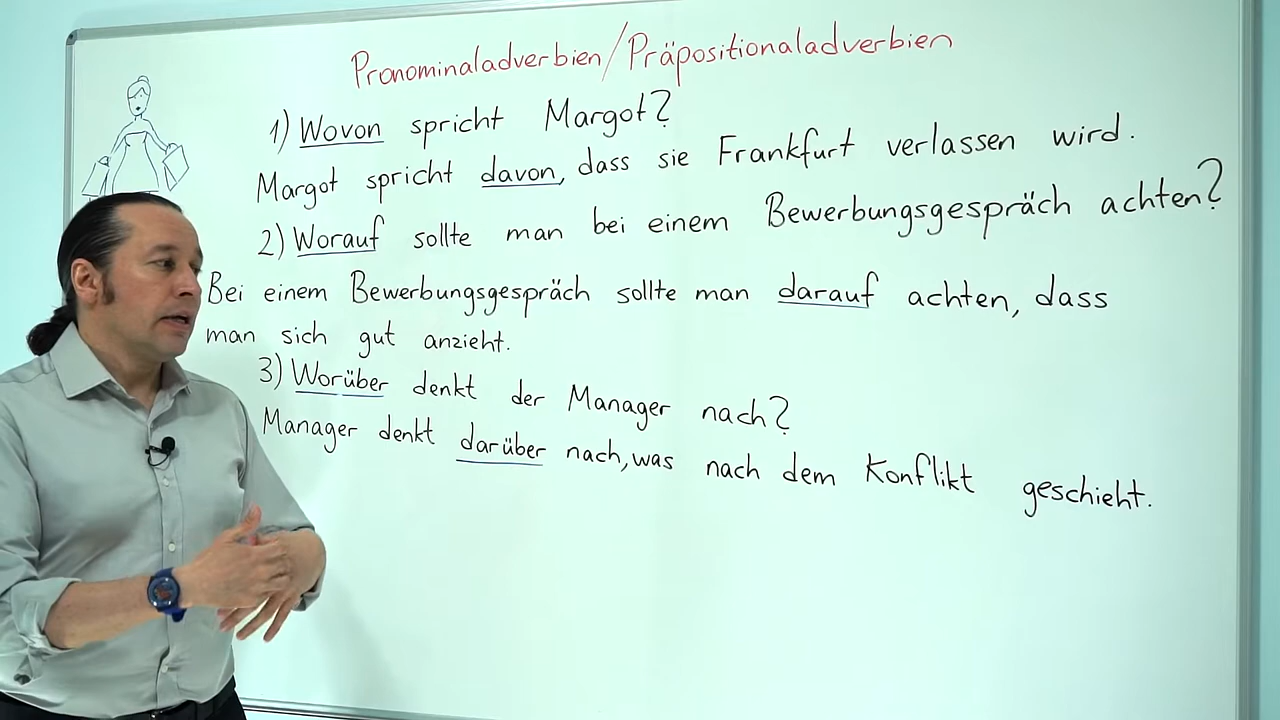 Pronominaladverbien/Präpositionaladverbien
1) Wovon spricht Margot?
Margot spricht davon, dass sie Frankfurt verlassen wird.
2) Worauf sollte man bei einem Bewerbungsgespräch achten?
Bei einem Bewerbungsgespräch sollte man darauf achten, dass
man sich gut anzieht.
3) Worüber denkt der Manager nach?
Manager denkt darüber nach, was nach dem Konflikt geschieht.